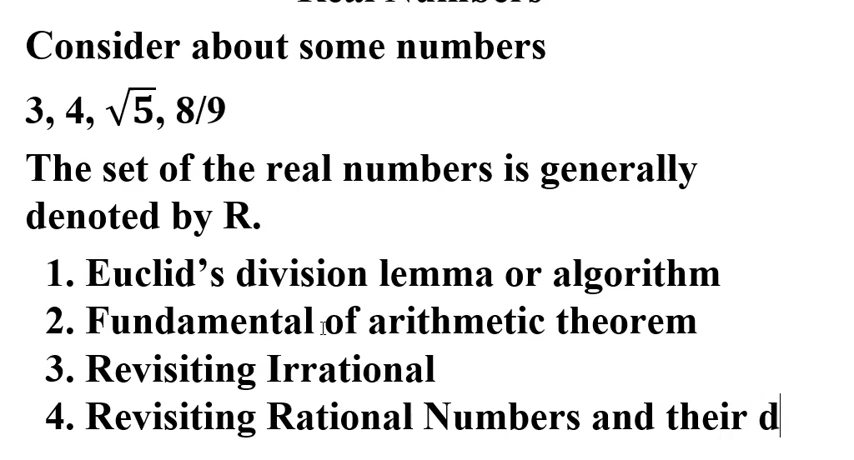 Consider about some numbers
3, 4, √5, 8/9
The set of the real numbers is generally
denoted by R.
1. Euclid’s division lemma or algorithm
2. Fundamental of arithmetic theorem
3. Revisiting Irrational
4. Revisiting Rational Numbers and their d